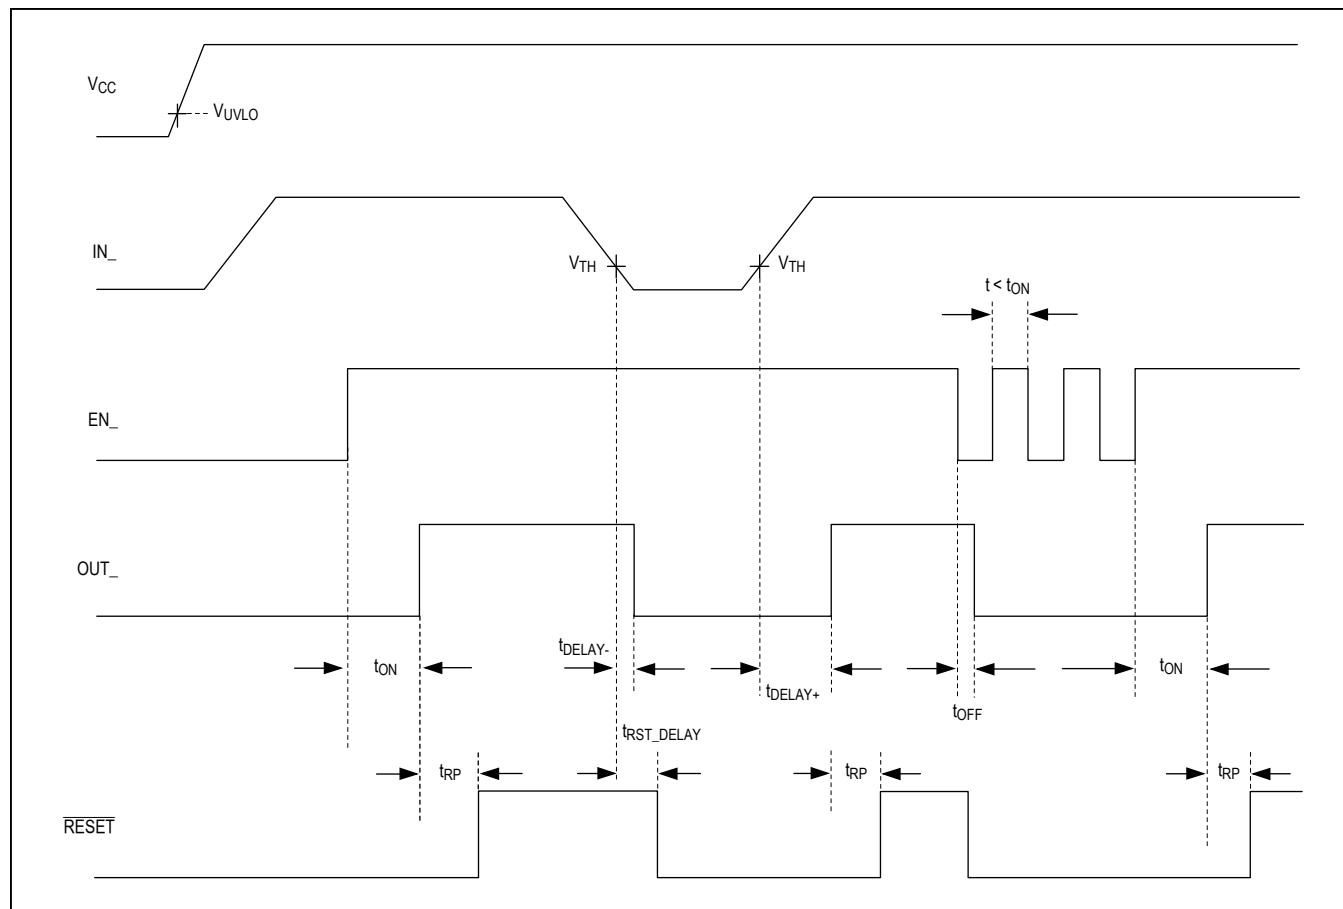 VCC
VUVLO
IN_
VTH
VTH
t < tON
EN_
OUT_
tON
tDELAY-
tDELAY+
tOFF
tON
tRST_DELAY
tRP
tRP
tRP
RESET